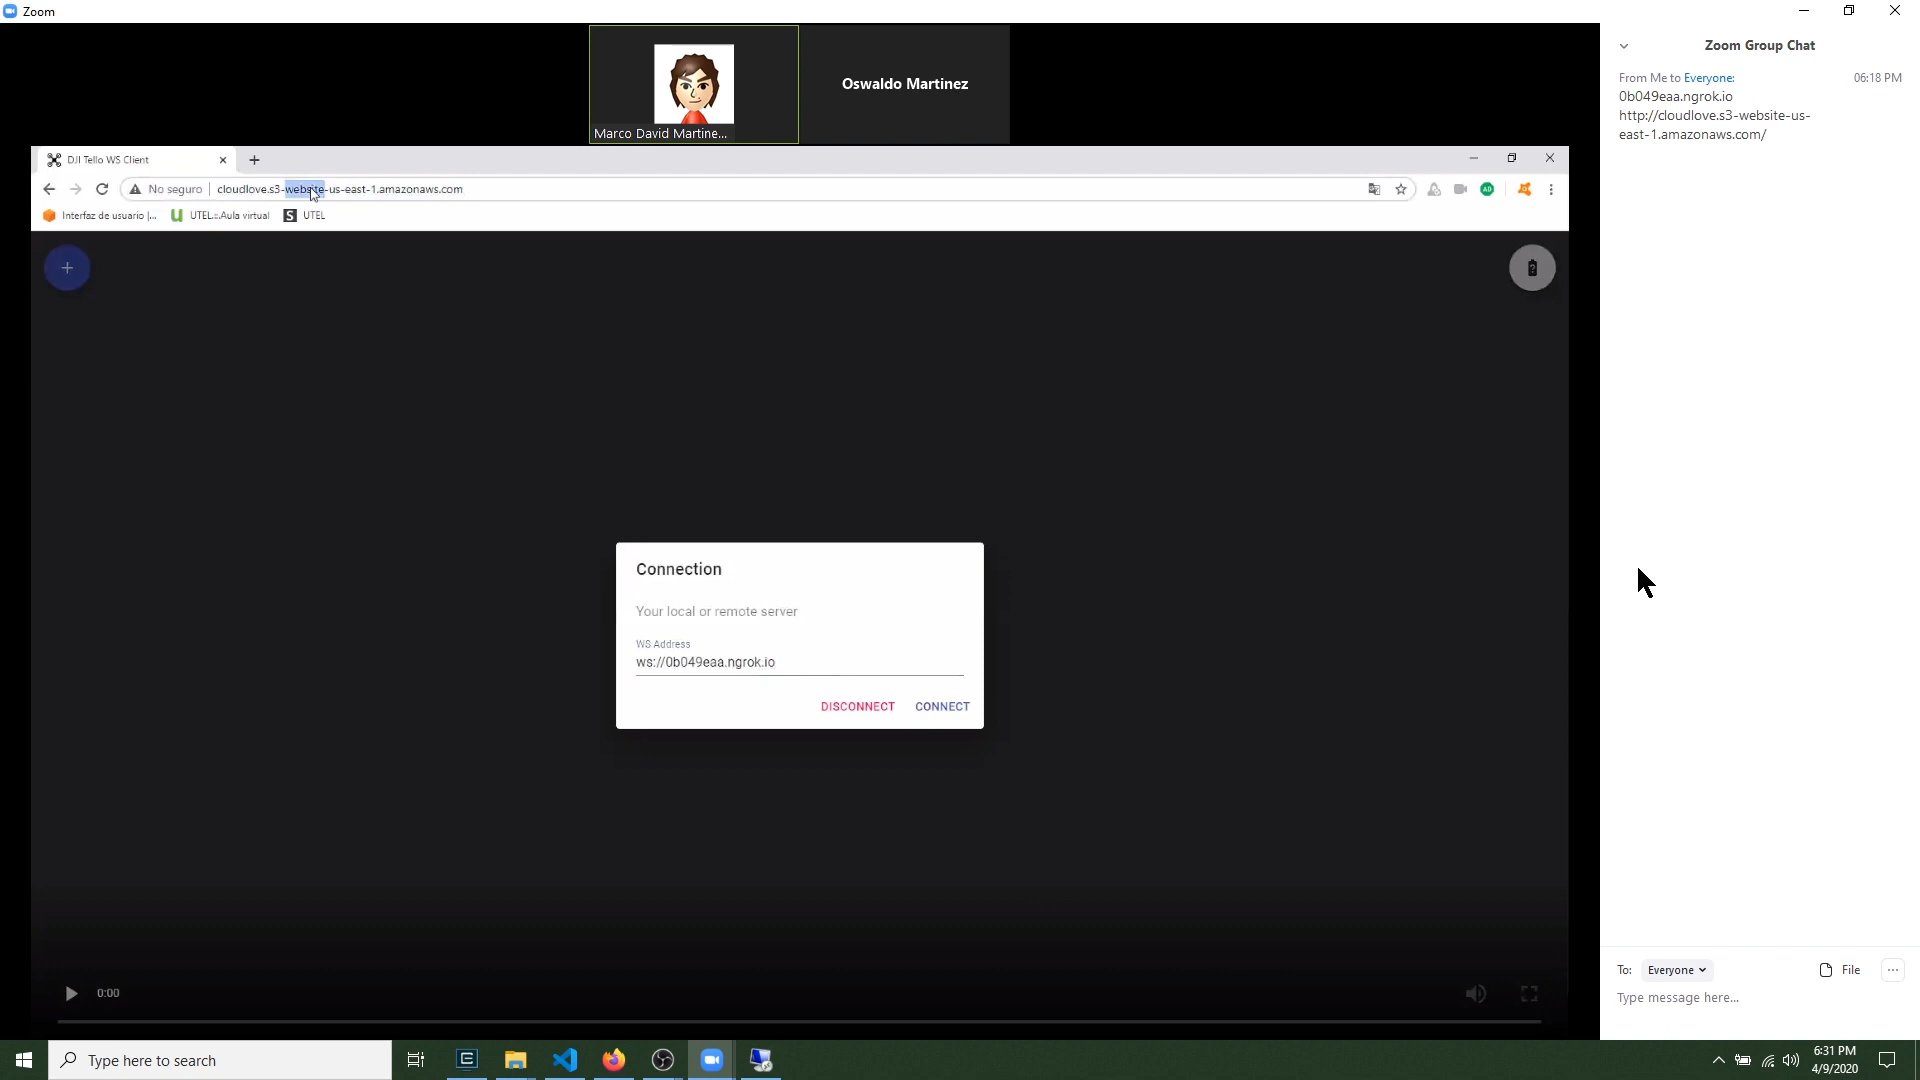 Zoom
Zoom Group Chat
From Me to Everyone: 06:18 PM
0b049eaa.ngrok.io
http://cloudlove.s3-website-us-
east-1.amazonaws.com/
Marco David Martine...
Oswaldo Martinez
DJI Tello WS Client
No seguro cloudlove.s3-website-us-east-1.amazonaws.com
AD
Interfaz de usuario |... UTEL::.Aula virtual UTEL
Connection
Your local or remote server
WS Address
ws://0b049eaa.ngrok.io
DISCONNECT CONNECT
0:00
To: Everyone File
Type message here...
Type here to search
6:31 PM
4/9/2020